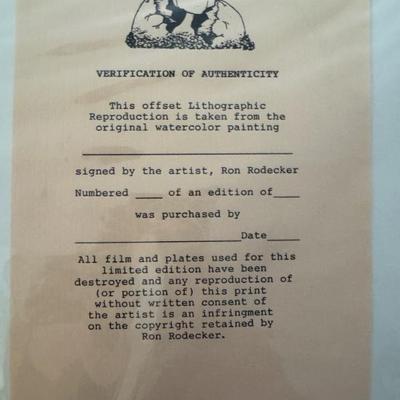 VERIFICATION OF AUTHENTICITY
This offset Lithographic
Reproduction is taken from the
original watercolor painting
signed by the artist, Ron Rodecker
Numbered ____ of an edition of____
was purchased by
_________________________Date_____
All film and plates used for this
limited edition have been
destroyed and any reproduction of
(or portion of) this print
without written consent of
the artist is an infringment
on the copyright retained by
Ron Rodecker.